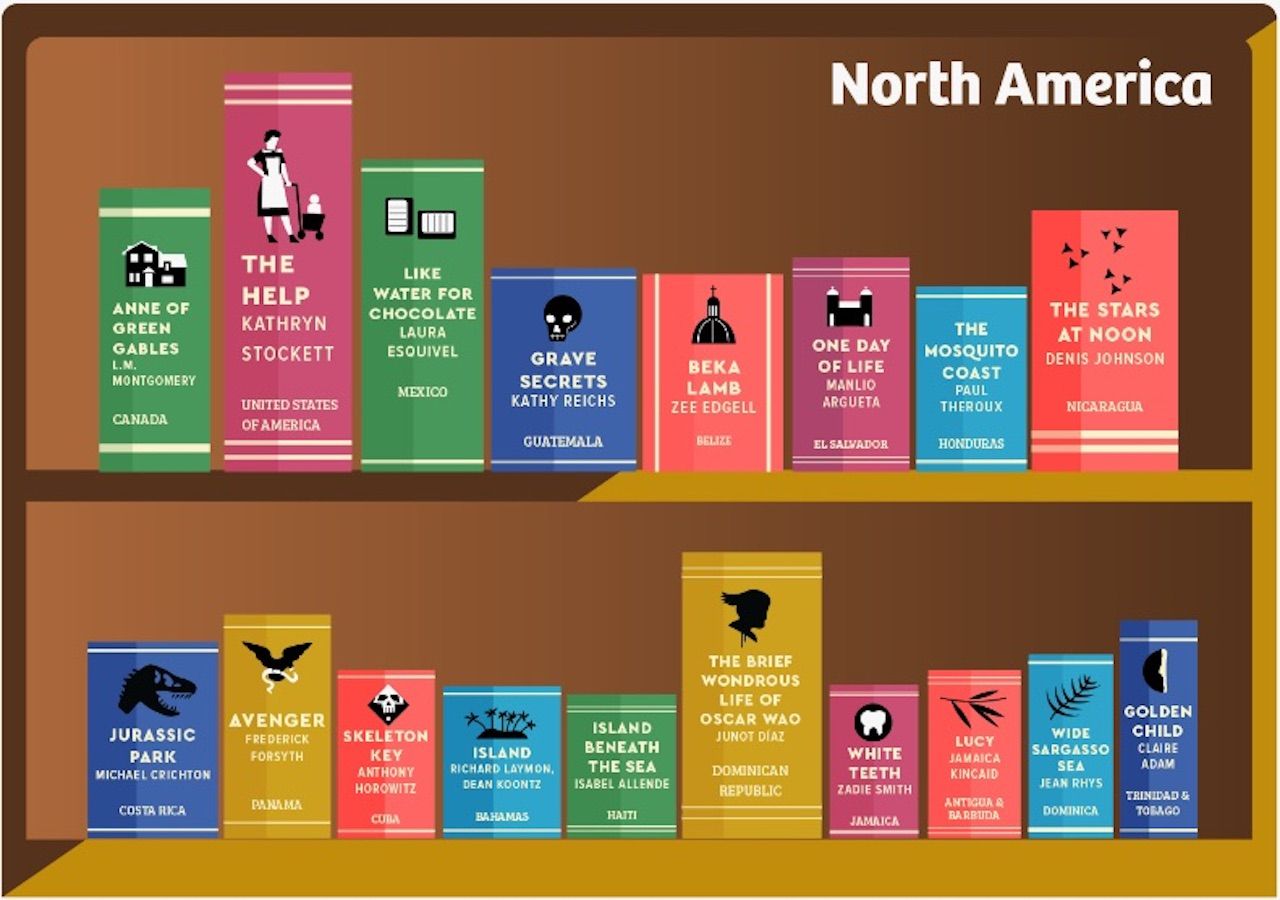 North America
ANNE OF
GREEN
GABLES
L.M.
MONTGOMERY
CANADA
THE
HELP
KATHRYN
STOCKETT
UNITED STATES
OF AMERICA
LIKE
WATER FOR
CHOCOLATE
LAURA
ESQUIVEL
MEXICO
GRAVE
SECRETS
KATHY REICHS
GUATEMALA
BEKA
LAMB
ZEE EDGELL
BELIZE
ONE DAY
OF LIFE
MANLIO
ARGUETA
EL SALVADOR
THE
MOSQUITO
COAST
PAUL
THEROUX
HONDURAS
THE STARS
AT NOON
DENIS JOHNSON
NICARAGUA
JURASSIC
PARK
MICHAEL CRICHTON
COSTA RICA
AVENGER
FREDERICK
FORSYTH
PANAMA
SKELETON
KEY
ANTHONY
HOROWITZ
CUBA
ISLAND
RICHARD LAYMON,
DEAN KOONTZ
BAHAMAS
ISLAND
BENEATH
THE SEA
ISABEL ALLENDE
HAITI
THE BRIEF
WONDROUS
LIFE OF
OSCAR WAO
JUNOT DÍAZ
DOMINICAN
REPUBLIC
WHITE
TEETH
ZADIE SMITH
JAMAICA
LUCY
JAMAICA
KINCAID
ANTIGUA &
BARBUDA
WIDE
SARGASSO
SEA
JEAN RHYS
DOMINICA
GOLDEN
CHILD
CLAIRE
ADAM
TRINIDAD &
TOBAGO